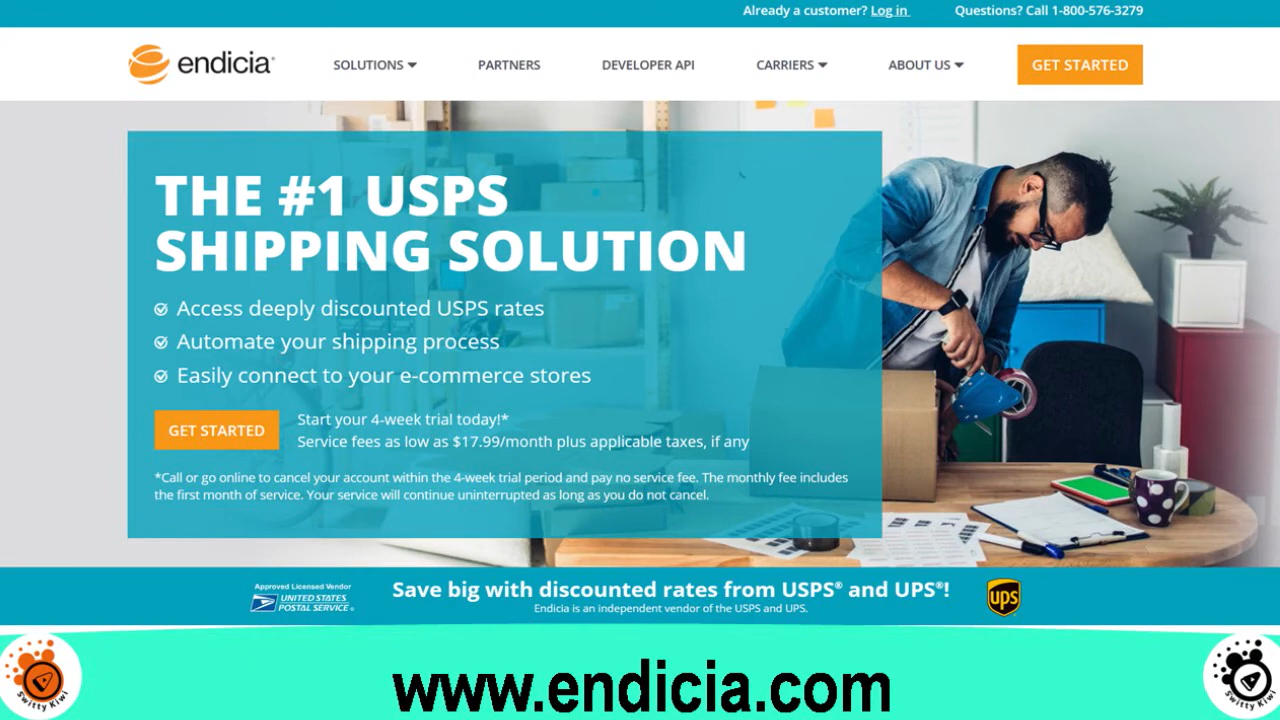 Already a customer? Log in
Questions? Call 1-800-576-3279
endicia®
SOLUTIONS
PARTNERS
DEVELOPER API
CARRIERS
ABOUT US
GET STARTED
THE #1 USPS
SHIPPING SOLUTION
Access deeply discounted USPS rates
Automate your shipping process
Easily connect to your e-commerce stores
GET STARTED
Start your 4-week trial today!*
Service fees as low as $17.99/month plus applicable taxes, if any
*Call or go online to cancel your account within the 4-week trial period and pay no service fee. The monthly fee includes
the first month of service. Your service will continue uninterrupted as long as you do not cancel.
Approved Licensed Vendor
UNITED STATES
POSTAL SERVICE®
Save big with discounted rates from USPS® and UPS®!
Endicia is an independent vendor of the USPS and UPS.
ups
Switty Kiwi
www.endicia.com
Switty Kiwi